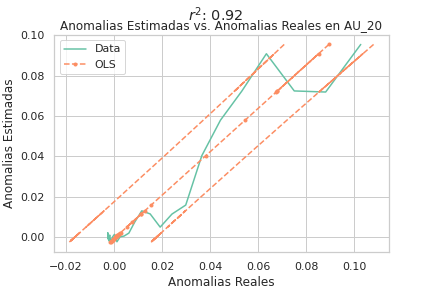 r²: 0.92
Anomalias Estimadas vs. Anomalias Reales en AU_20
0.10
0.08
0.06
0.04
0.02
0.00
Anomalias Estimadas
Data
OLS
−0.02 0.00 0.02 0.04 0.06 0.08 0.10
Anomalias Reales